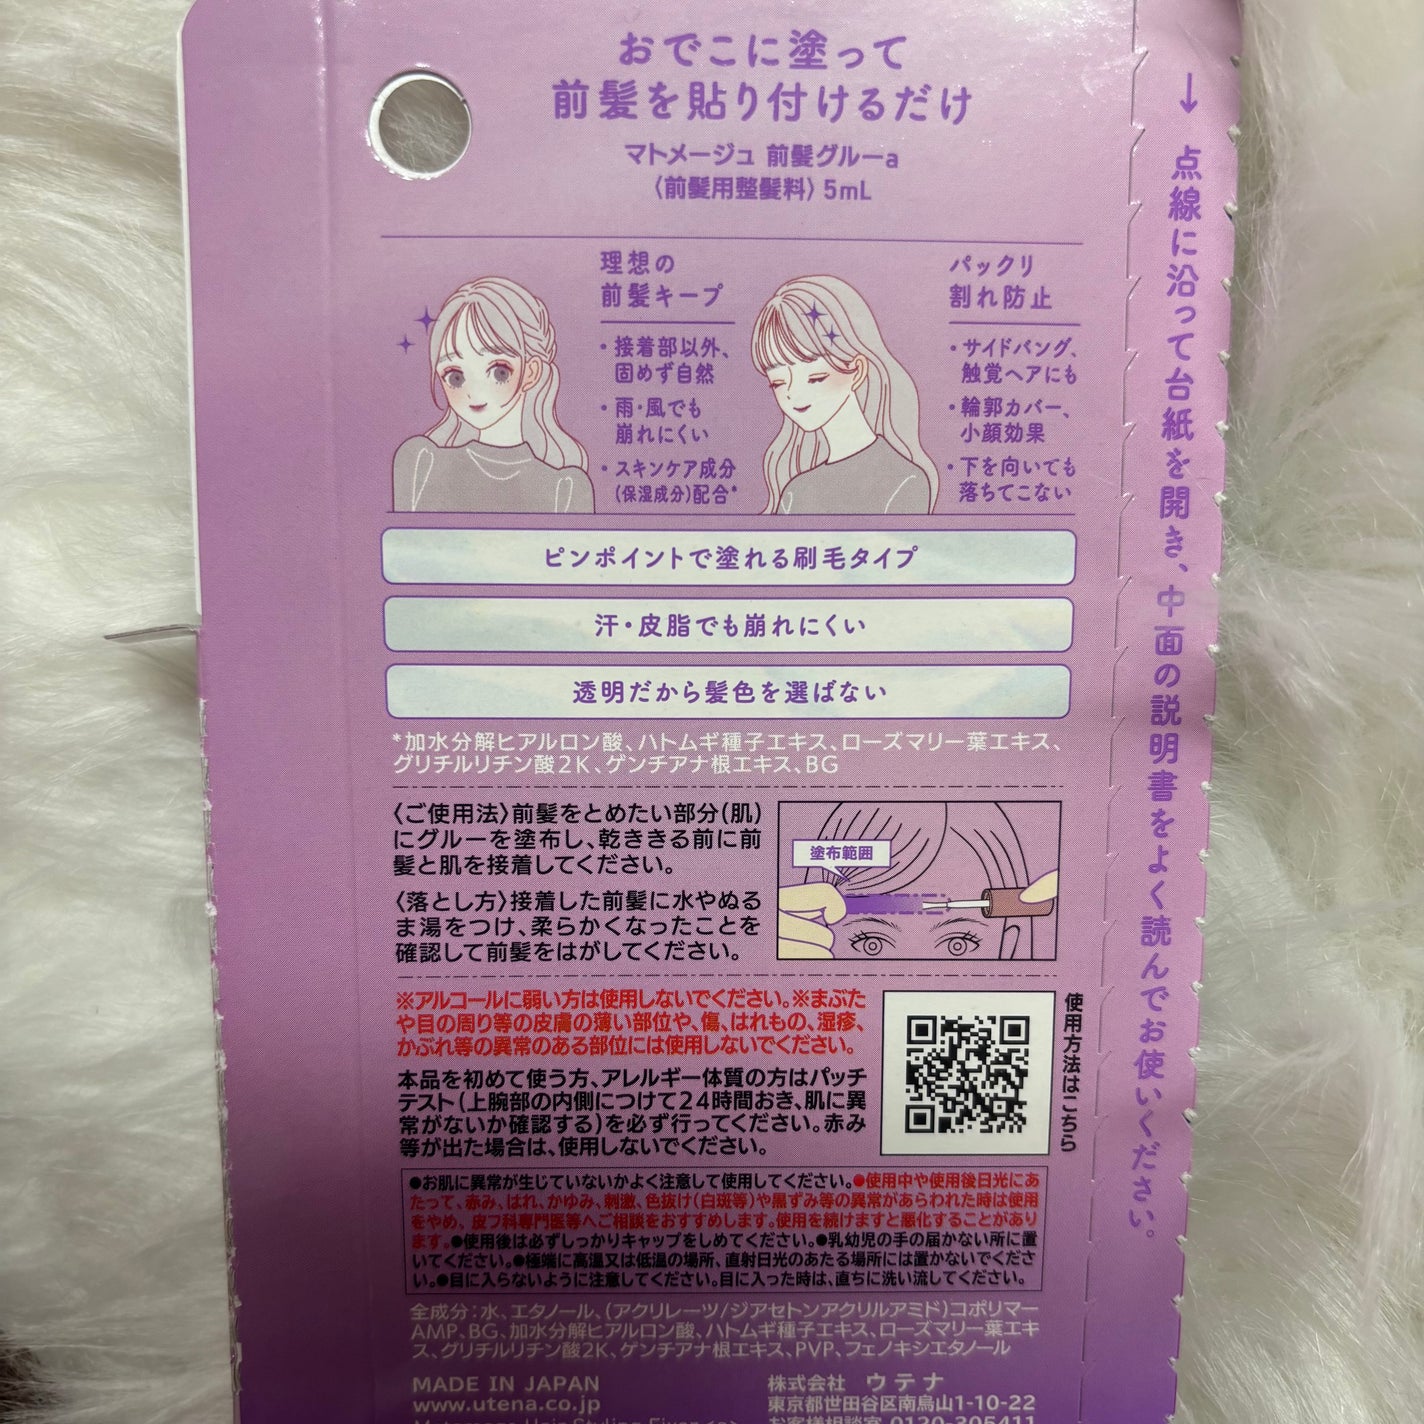 おでこに塗って
前髪を貼り付けるだけ
マトメージュ 前髪グルーa
〈前髪用整髪料〉5mL
理想の
前髪キープ
・接着部以外、
固めず自然
・雨・風でも
崩れにくい
・スキンケア成分
(保湿成分)配合*
パックリ
割れ防止
・サイドバング、
触覚ヘアにも
・輪郭カバー、
小顔効果
・下を向いても
落ちてこない
ピンポイントで塗れる刷毛タイプ
汗・皮脂でも崩れにくい
透明だから髪色を選ばない
*加水分解ヒアルロン酸、ハトムギ種子エキス、ローズマリー葉エキス、
グリチルリチン酸2K、ゲンチアナ根エキス、BG
〈ご使用法〉前髪をとめたい部分(肌)
にグルーを塗布し、乾ききる前に前
髪と肌を接着してください。
〈落とし方〉接着した前髪に水やぬる
ま湯をつけ、柔らかくなったことを
確認して前髪をはがしてください。
塗布範囲
※アルコールに弱い方は使用しないでください。※まぶた
や目の周り等の皮膚の薄い部位や、傷、はれもの、湿疹、
かぶれ等の異常のある部位には使用しないでください。
本品を初めて使う方、アレルギー体質の方はパッチ
テスト(上腕部の内側につけて24時間おき、肌に異
常がないか確認する)を必ず行ってください。赤み
等が出た場合は、使用しないでください。
使用方法はこちら
●お肌に異常が生じていないかよく注意して使用してください。●使用中や使用後日光にあ
たって、赤み、はれ、かゆみ、刺激、色抜け(白斑等)や黒ずみ等の異常があらわれた時は使用
をやめ、皮フ科専門医等へご相談をおすすめします。使用を続けますと悪化することがあり
ます。●使用後は必ずしっかりキャップをしめてください。●乳幼児の手の届かない所に置
いてください。●極端に高温又は低温の場所、直射日光のあたる場所には置かないでくださ
い。●目に入らないように注意してください。目に入った時は、直ちに洗い流してください。
全成分：水、エタノール、(アクリレーツ/ジアセトンアクリルアミド)コポリマー
AMP、BG、加水分解ヒアルロン酸、ハトムギ種子エキス、ローズマリー葉エキ
ス、グリチルリチン酸2K、ゲンチアナ根エキス、PVP、フェノキシエタノール
MADE IN JAPAN
www.utena.co.jp
株式会社 ウテナ
東京都世田谷区南烏山1-10-22
お客様相談室 0120-305411
↓点線に沿って台紙を開き、中面の説明書をよく読んでお使いください。